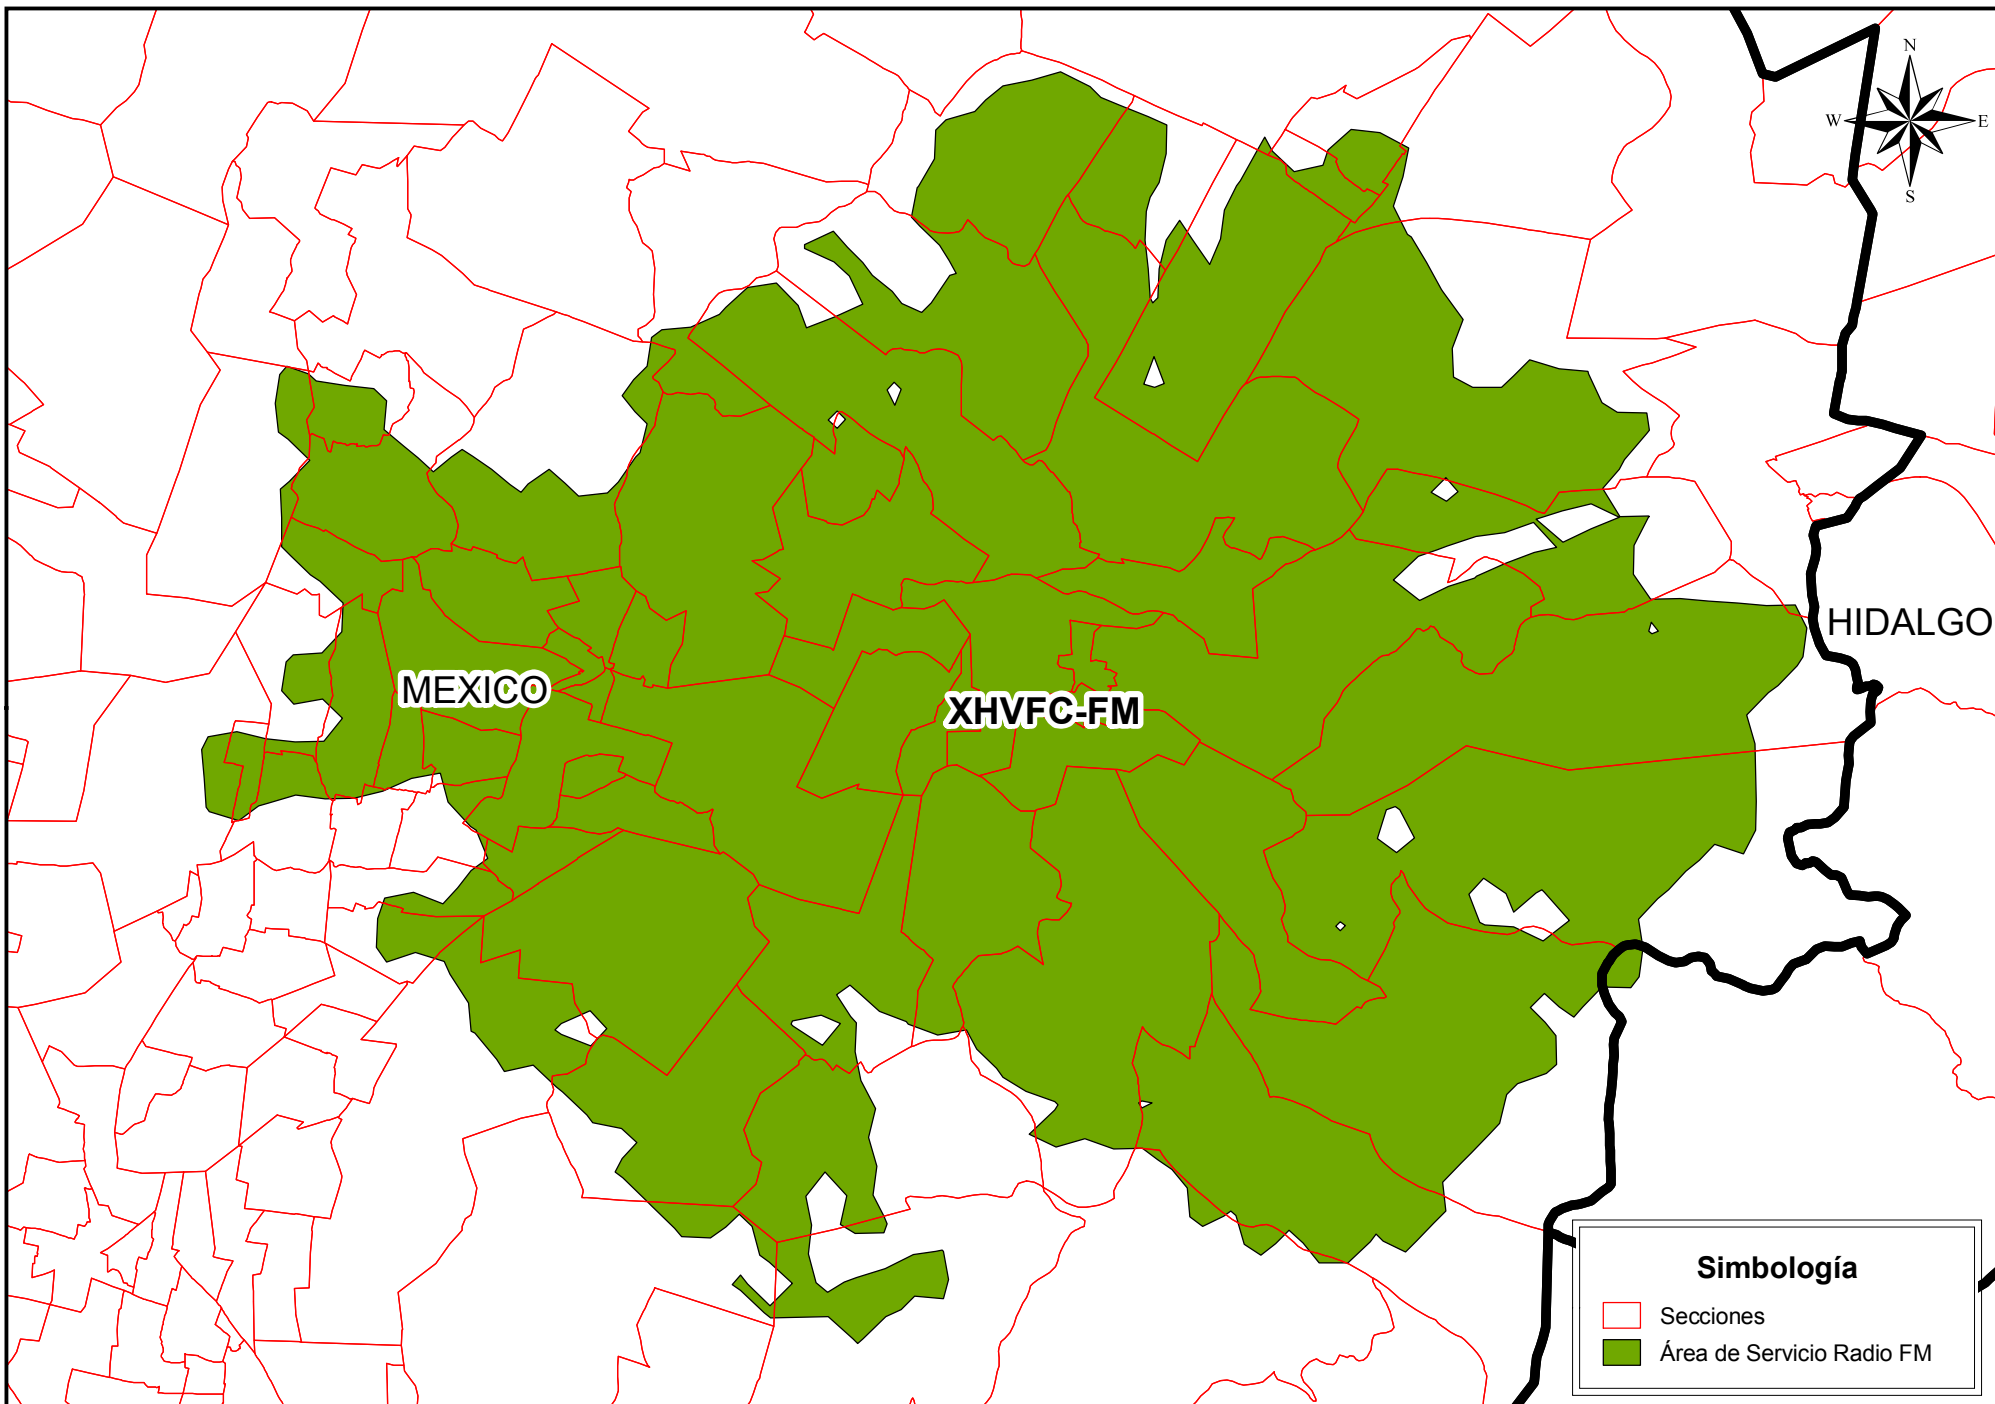 N
W
E
S
HIDALGO
MEXICO
XHVFC-FM
Simbología
Secciones
Área de Servicio Radio FM